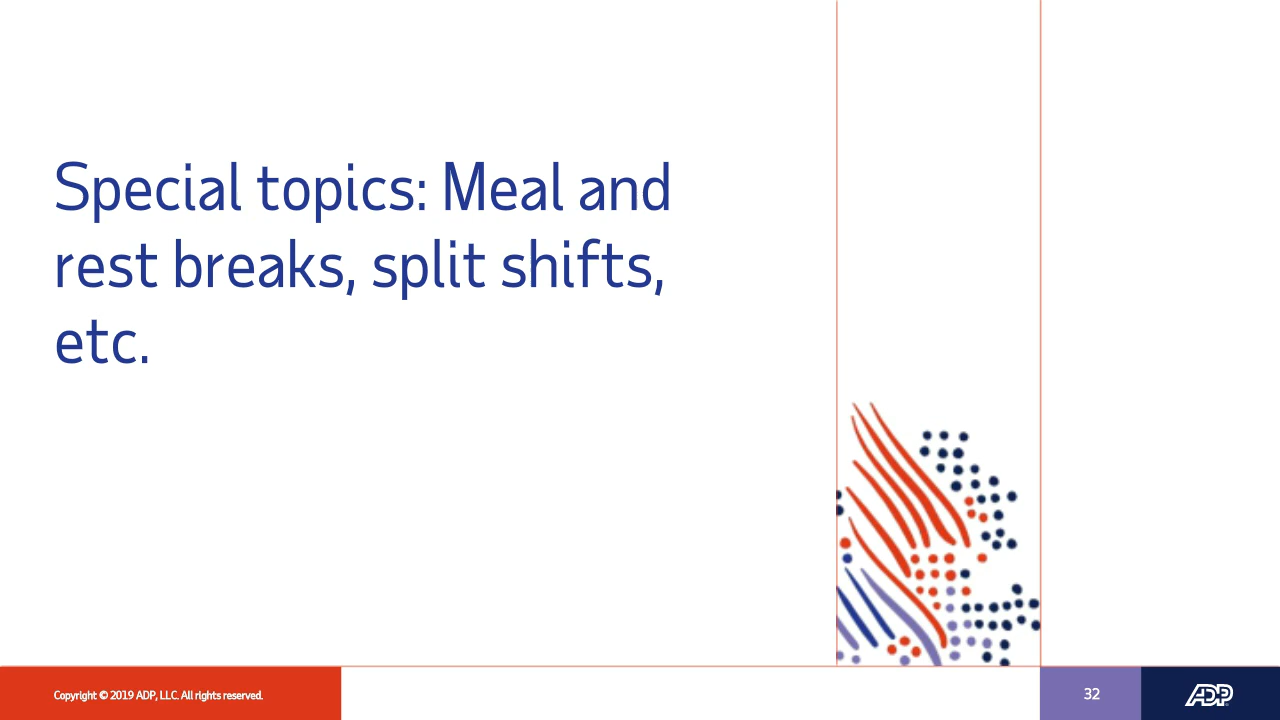 Special topics: Meal and
rest breaks, split shifts,
etc.
Copyright © 2019 ADP, LLC. All rights reserved.
32
ADP